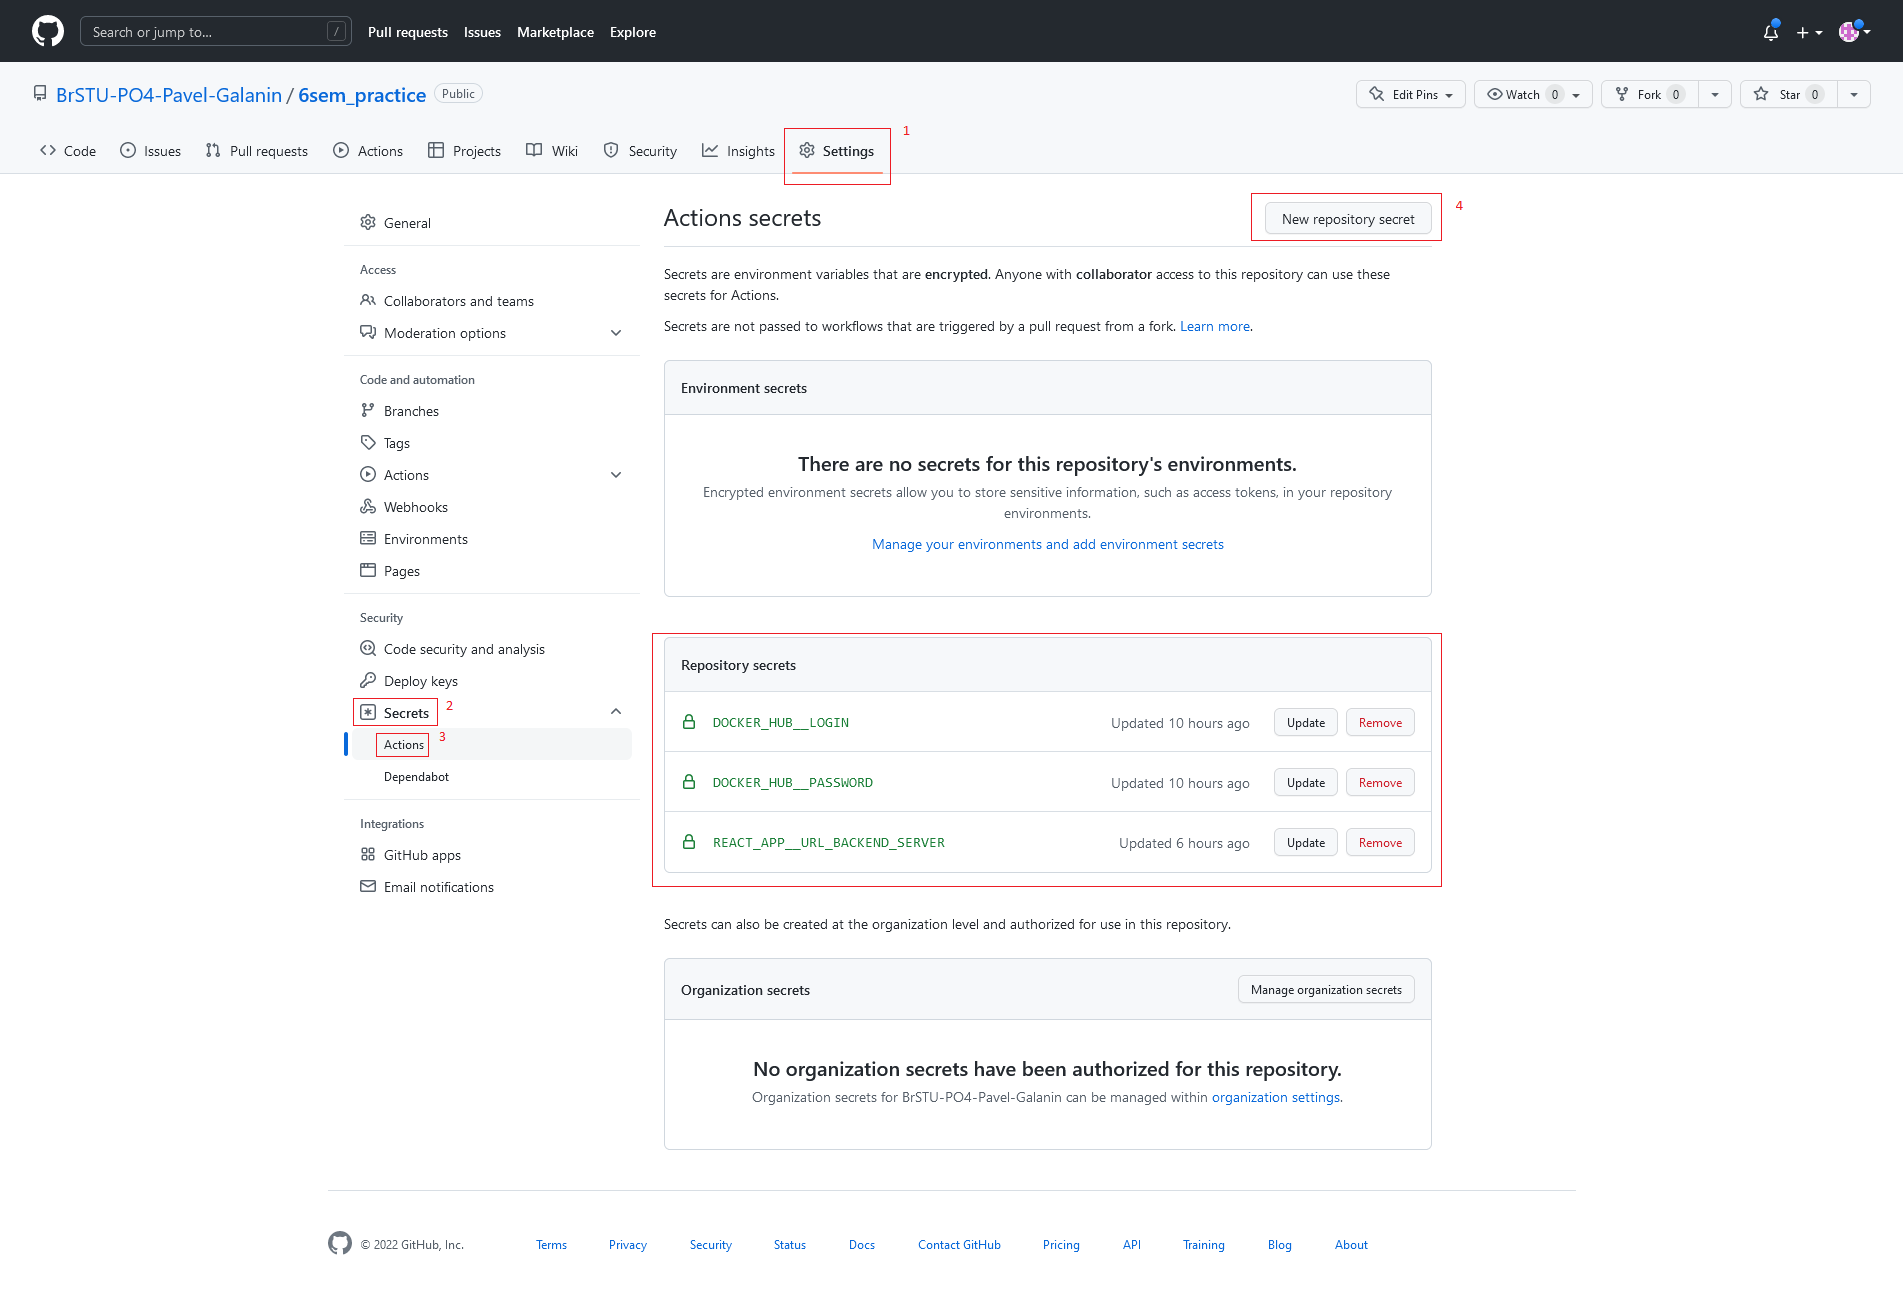 Search or jump to... /
Pull requests Issues Marketplace Explore
BrSTU-PO4-Pavel-Galanin / 6sem_practice Public
Edit Pins Watch 0 Fork 0 Star 0
Code Issues Pull requests Actions Projects Wiki Security Insights Settings 1
General
Access
Collaborators and teams
Moderation options
Code and automation
Branches
Tags
Actions
Webhooks
Environments
Pages
Security
Code security and analysis
Deploy keys
Secrets 2
Actions 3
Dependabot
Integrations
GitHub apps
Email notifications
Actions secrets
New repository secret 4
Secrets are environment variables that are encrypted. Anyone with collaborator access to this repository can use these
secrets for Actions.
Secrets are not passed to workflows that are triggered by a pull request from a fork. Learn more.
Environment secrets
There are no secrets for this repository's environments.
Encrypted environment secrets allow you to store sensitive information, such as access tokens, in your repository
environments.
Manage your environments and add environment secrets
Repository secrets
DOCKER_HUB__LOGIN Updated 10 hours ago Update Remove
DOCKER_HUB__PASSWORD Updated 10 hours ago Update Remove
REACT_APP__URL_BACKEND_SERVER Updated 6 hours ago Update Remove
Secrets can also be created at the organization level and authorized for use in this repository.
Organization secrets Manage organization secrets
No organization secrets have been authorized for this repository.
Organization secrets for BrSTU-PO4-Pavel-Galanin can be managed within organization settings.
© 2022 GitHub, Inc. Terms Privacy Security Status Docs Contact GitHub Pricing API Training Blog About